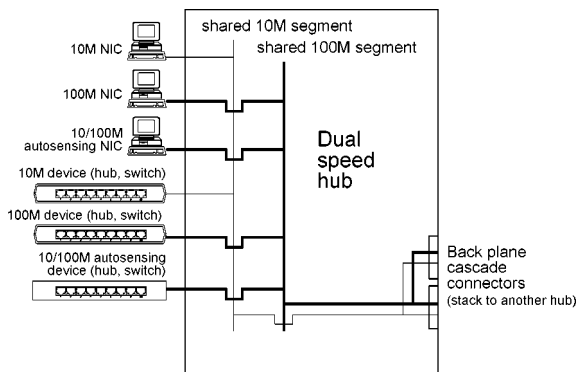 shared 10M segment
shared 100M segment
10M NIC
100M NIC
10/100M
autosensing NIC
10M device (hub, switch)
100M device (hub, switch)
10/100M autosensing
device (hub, switch)
Dual
speed
hub
Back plane
cascade
connectors
(stack to another hub)